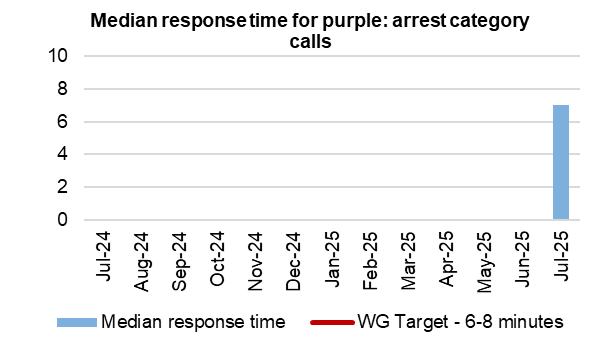 Median response time for purple: arrest category
calls
10
8
6
4
2
0
Jul-24
Aug-24
Sep-24
Oct-24
Nov-24
Dec-24
Jan-25
Feb-25
Mar-25
Apr-25
May-25
Jun-25
Jul-25
Median response time
WG Target - 6-8 minutes